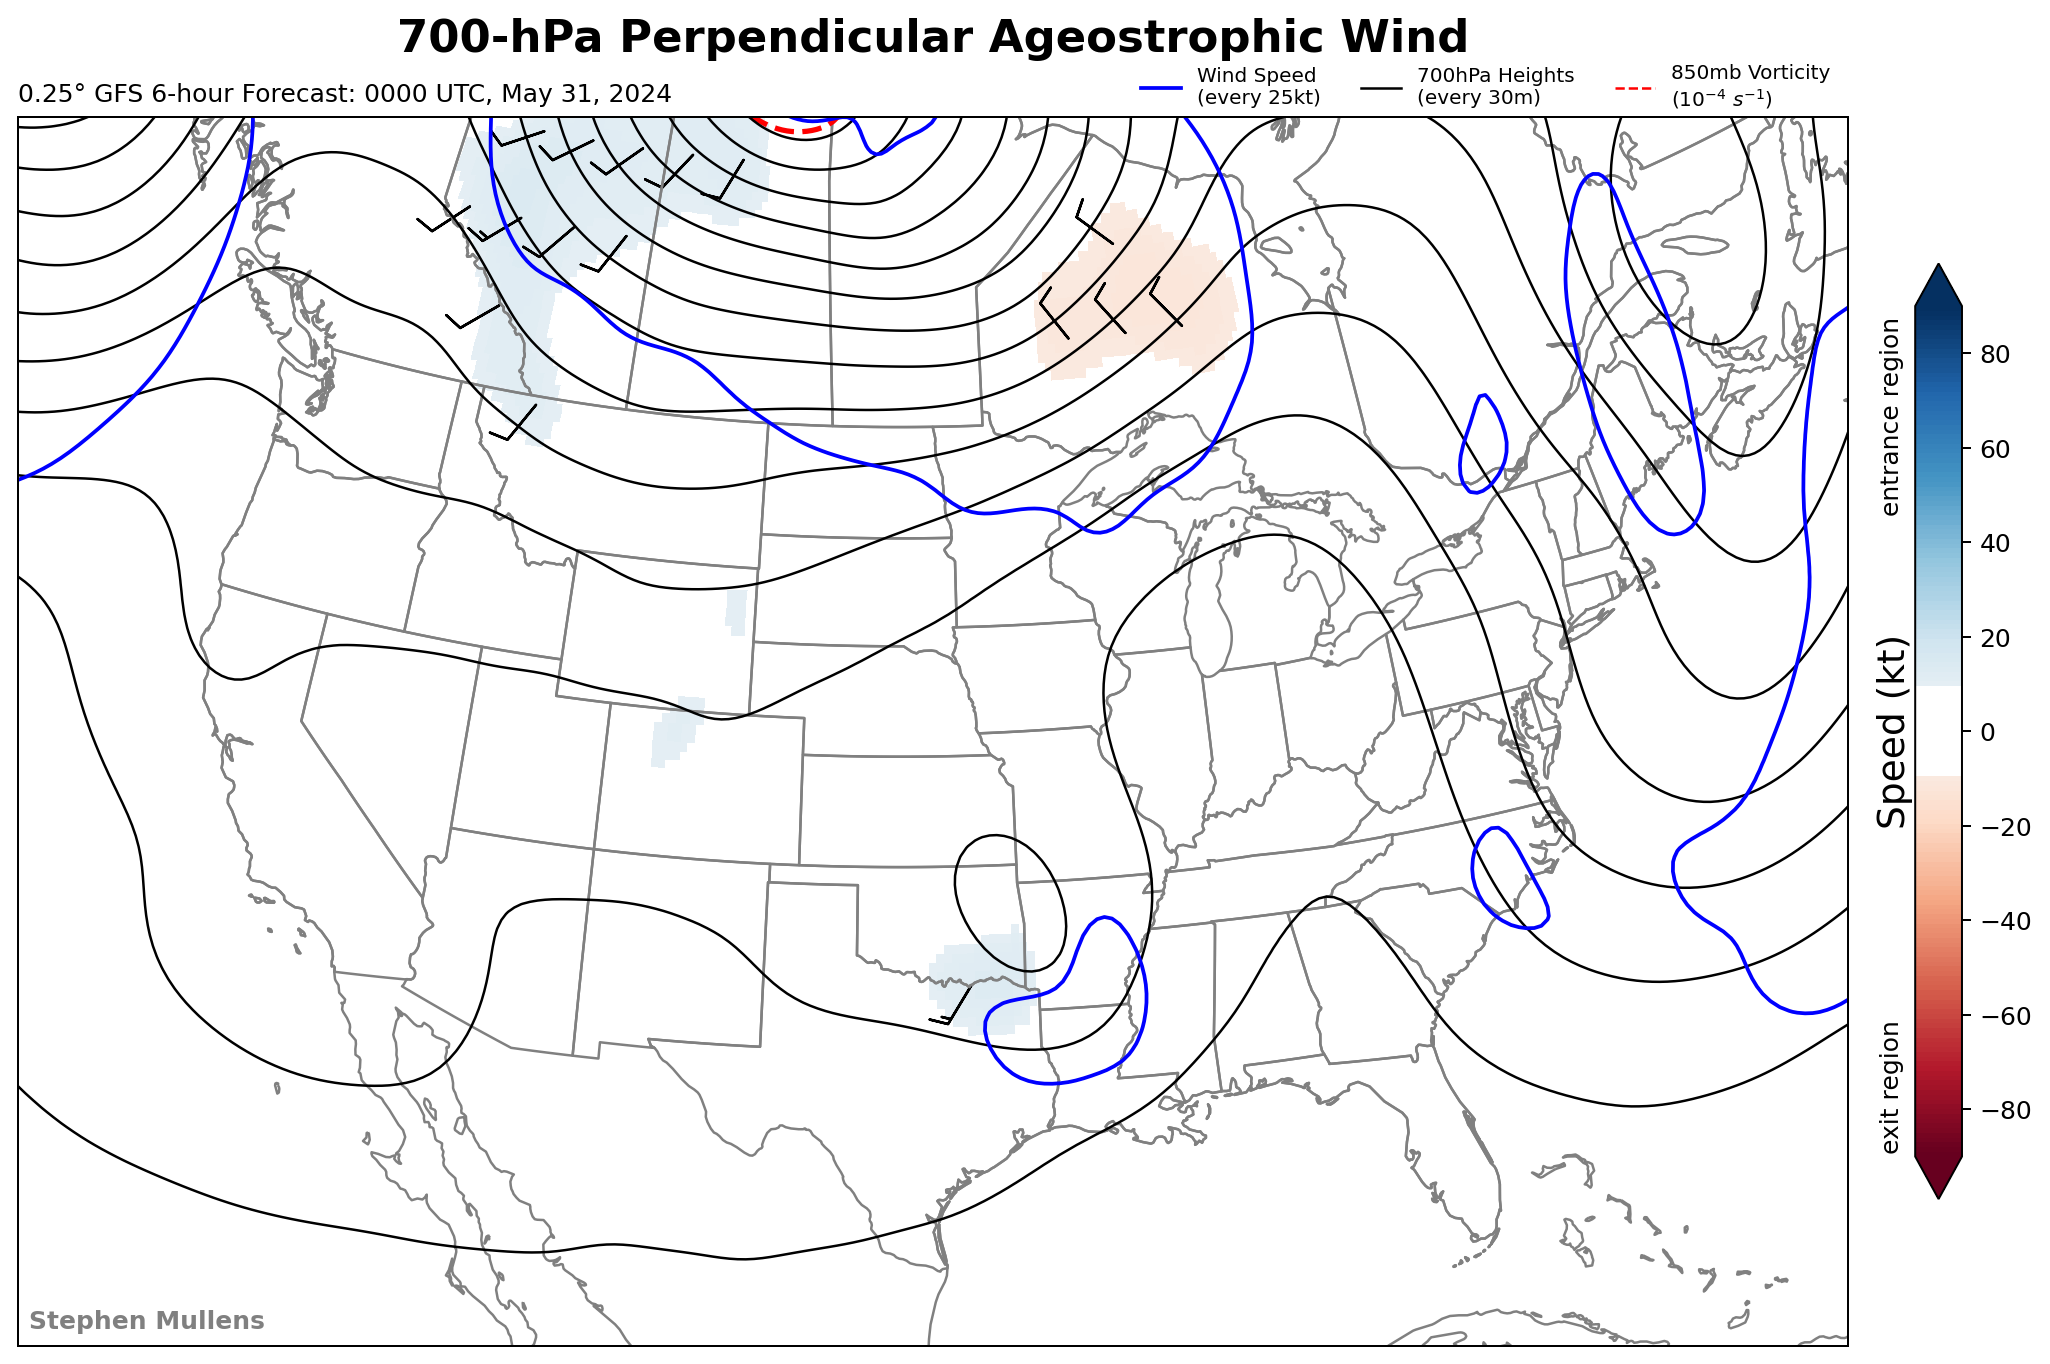 700-hPa Perpendicular Ageostrophic Wind
0.25° GFS 6-hour Forecast: 0000 UTC, May 31, 2024
Wind Speed
(every 25kt)
700hPa Heights
(every 30m)
850mb Vorticity
(10⁻⁴ s⁻¹)
80
60
40
20
0
−20
−40
−60
−80
entrance region
Speed (kt)
exit region
Stephen Mullens